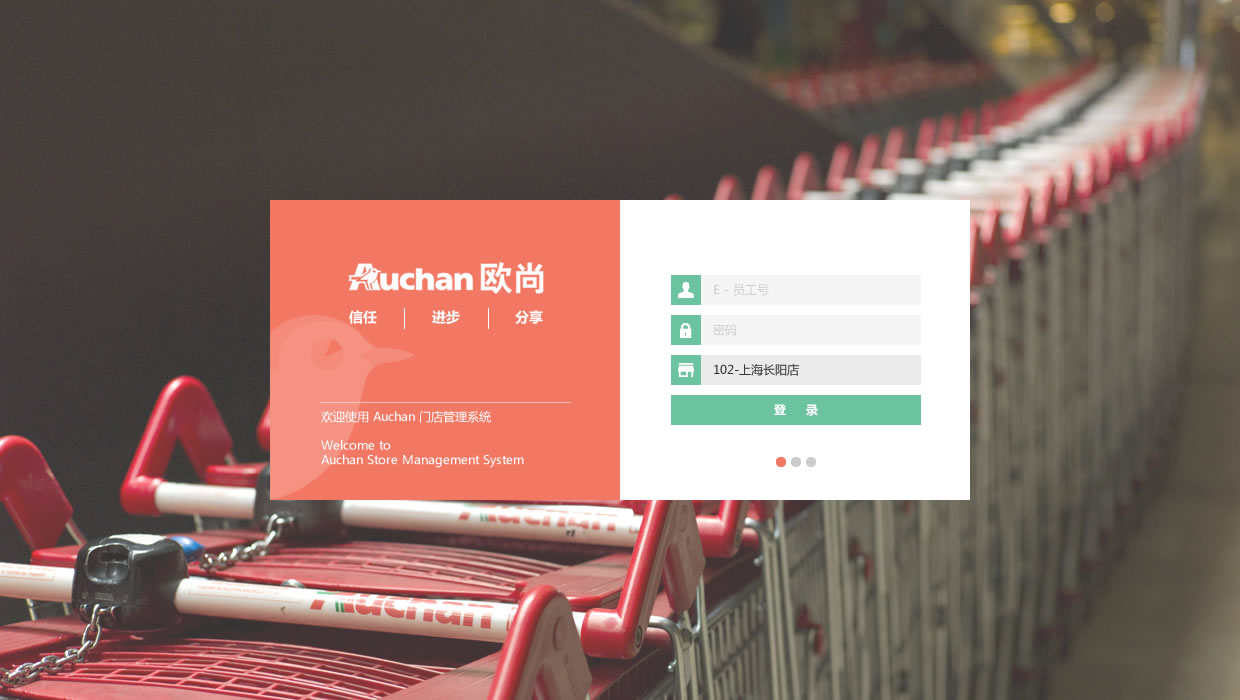 Auchan 欧尚
信任 进步 分享
欢迎使用 Auchan 门店管理系统
Welcome to
Auchan Store Management System
E - 员工号
密码
102-上海长阳店
登 录
Auchan
Auchan